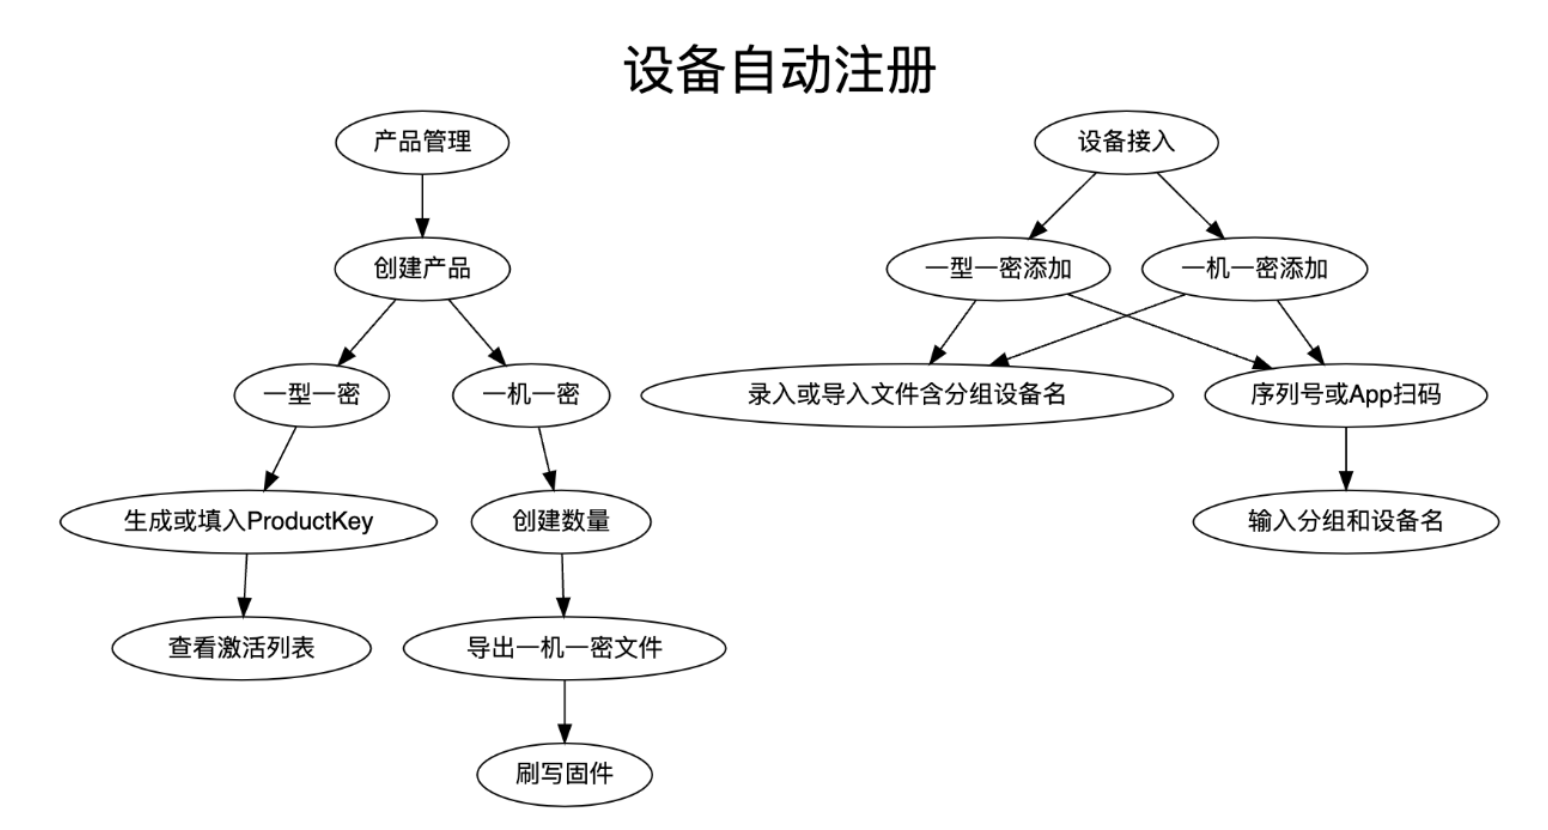 设备自动注册
产品管理
设备接入
创建产品
一型一密添加
一机一密添加
一型一密
一机一密
录入或导入文件含分组设备名
序列号或App扫码
生成或填入ProductKey
创建数量
输入分组和设备名
查看激活列表
导出一机一密文件
刷写固件